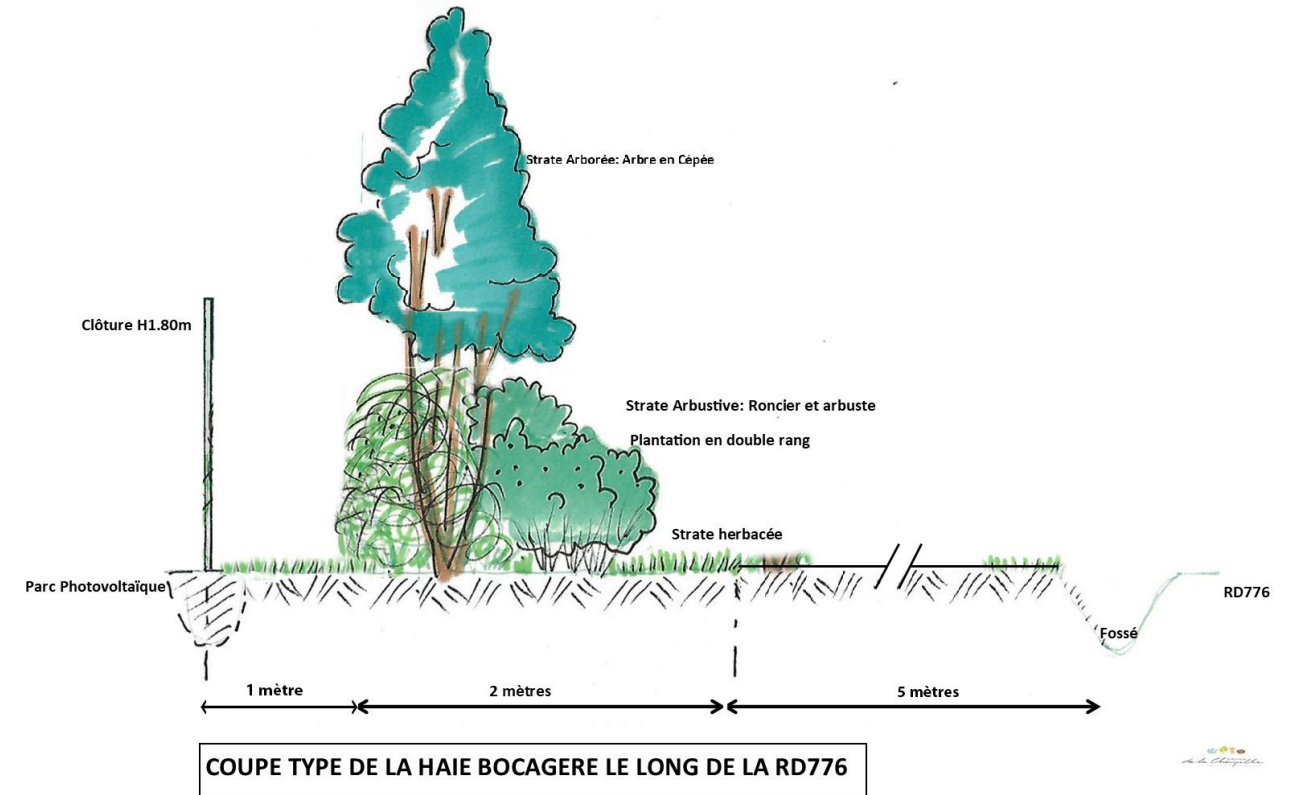 Strate Arborée: Arbre en Cépée
Clôture H1.80m
Strate Arbustive: Roncier et arbuste
Plantation en double rang
Strate herbacée
Parc Photovoltaïque
RD776
Fossé
1 mètre
2 mètres
5 mètres
COUPE TYPE DE LA HAIE BOCAGERE LE LONG DE LA RD776
de la